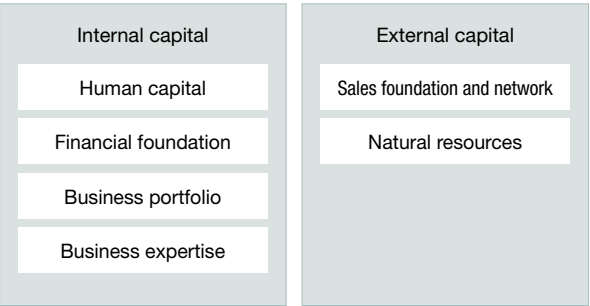 Internal capital
Human capital
Financial foundation
Business portfolio
Business expertise
External capital
Sales foundation and network
Natural resources